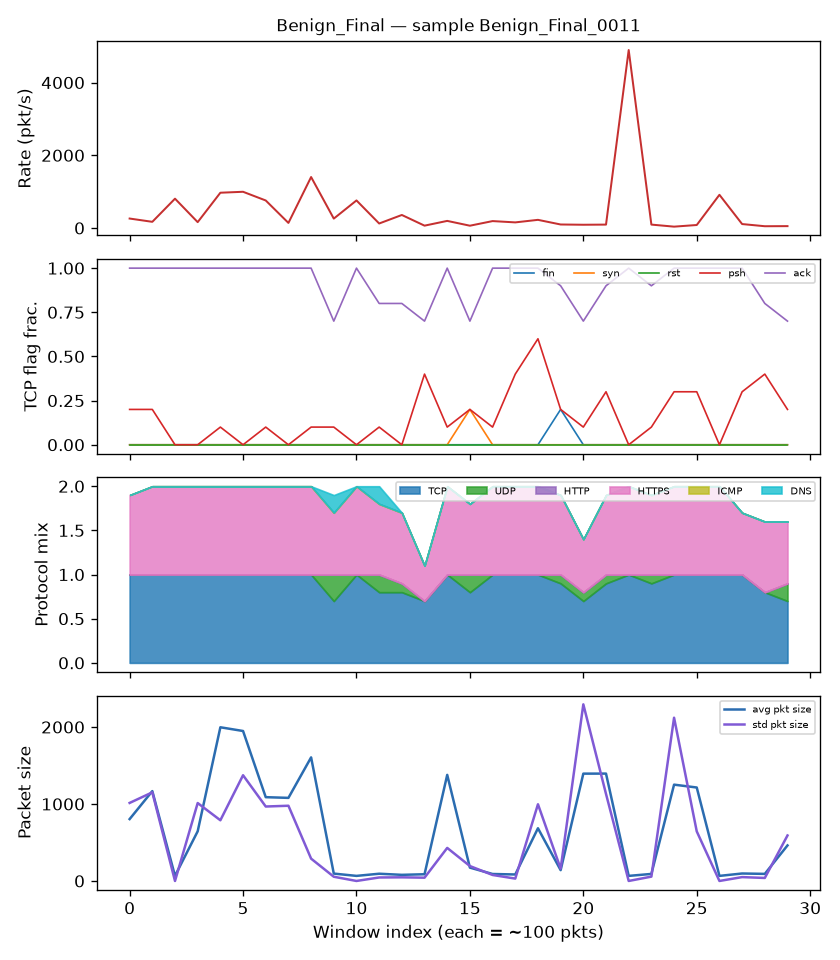 Benign_Final — sample Benign_Final_0011
Rate (pkt/s)
4000
2000
0
TCP flag frac.
1.00
0.75
0.50
0.25
0.00
fin syn rst psh ack
Protocol mix
2.0
1.5
1.0
0.5
0.0
TCP UDP HTTP HTTPS ICMP DNS
Packet size
2000
1000
0
avg pkt size
std pkt size
0 5 10 15 20 25 30
Window index (each = ~100 pkts)